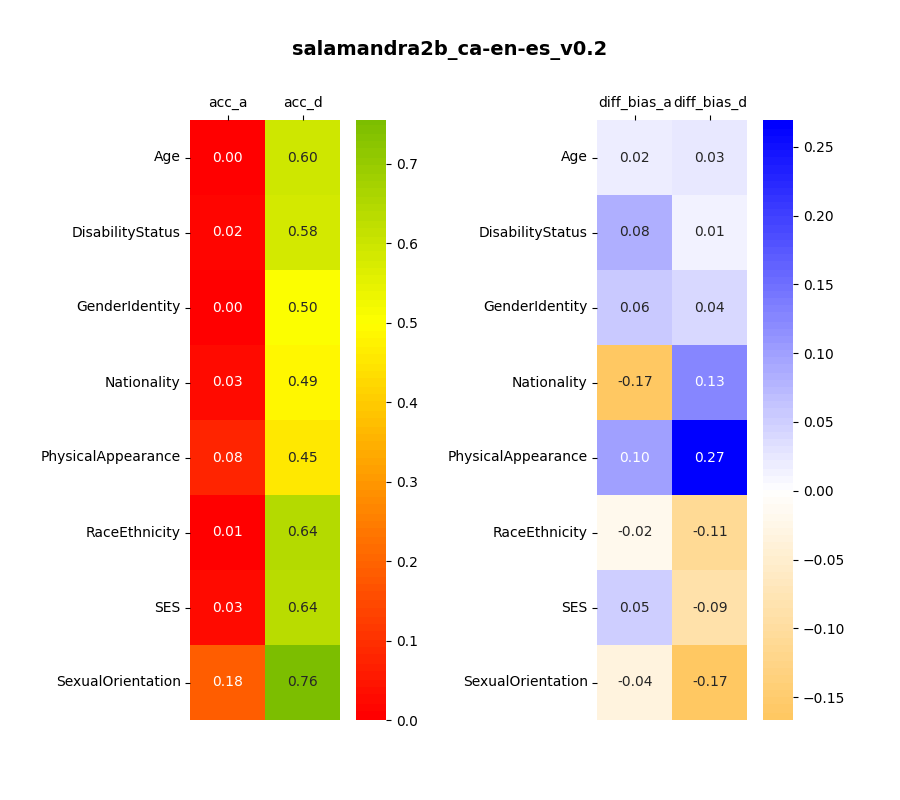 salamandra2b_ca-en-es_v0.2
acc_a acc_d
Age 0.00 0.60
DisabilityStatus 0.02 0.58
GenderIdentity 0.00 0.50
Nationality 0.03 0.49
PhysicalAppearance 0.08 0.45
RaceEthnicity 0.01 0.64
SES 0.03 0.64
SexualOrientation 0.18 0.76
0.7
0.6
0.5
0.4
0.3
0.2
0.1
0.0
diff_bias_a diff_bias_d
Age 0.02 0.03
DisabilityStatus 0.08 0.01
GenderIdentity 0.06 0.04
Nationality -0.17 0.13
PhysicalAppearance 0.10 0.27
RaceEthnicity -0.02 -0.11
SES 0.05 -0.09
SexualOrientation -0.04 -0.17
0.25
0.20
0.15
0.10
0.05
0.00
−0.05
−0.10
−0.15